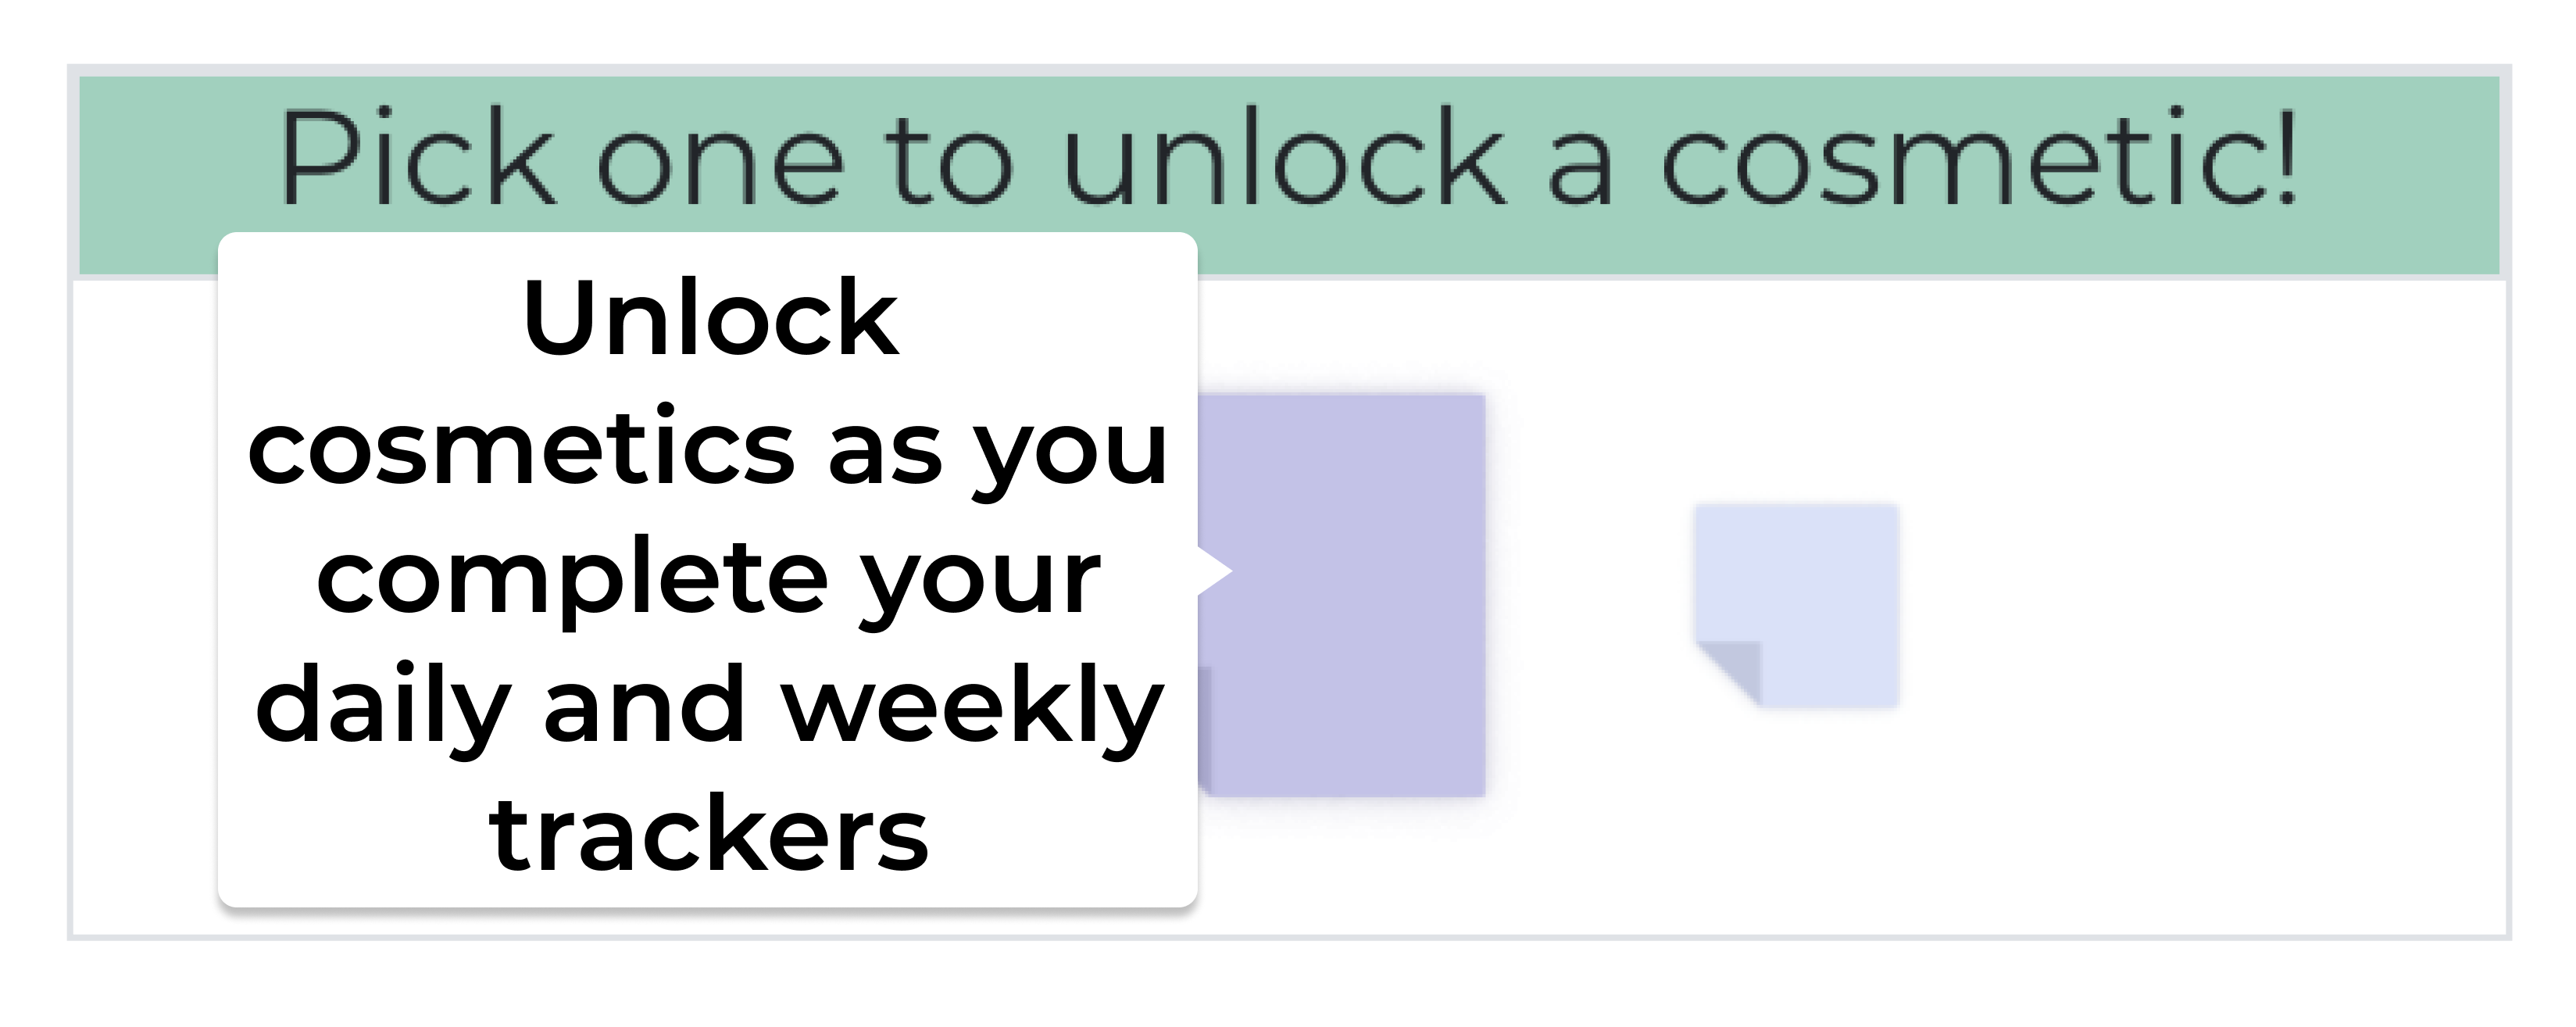 Pick one to unlock a cosmetic!
Unlock
cosmetics as you
complete your
daily and weekly
trackers